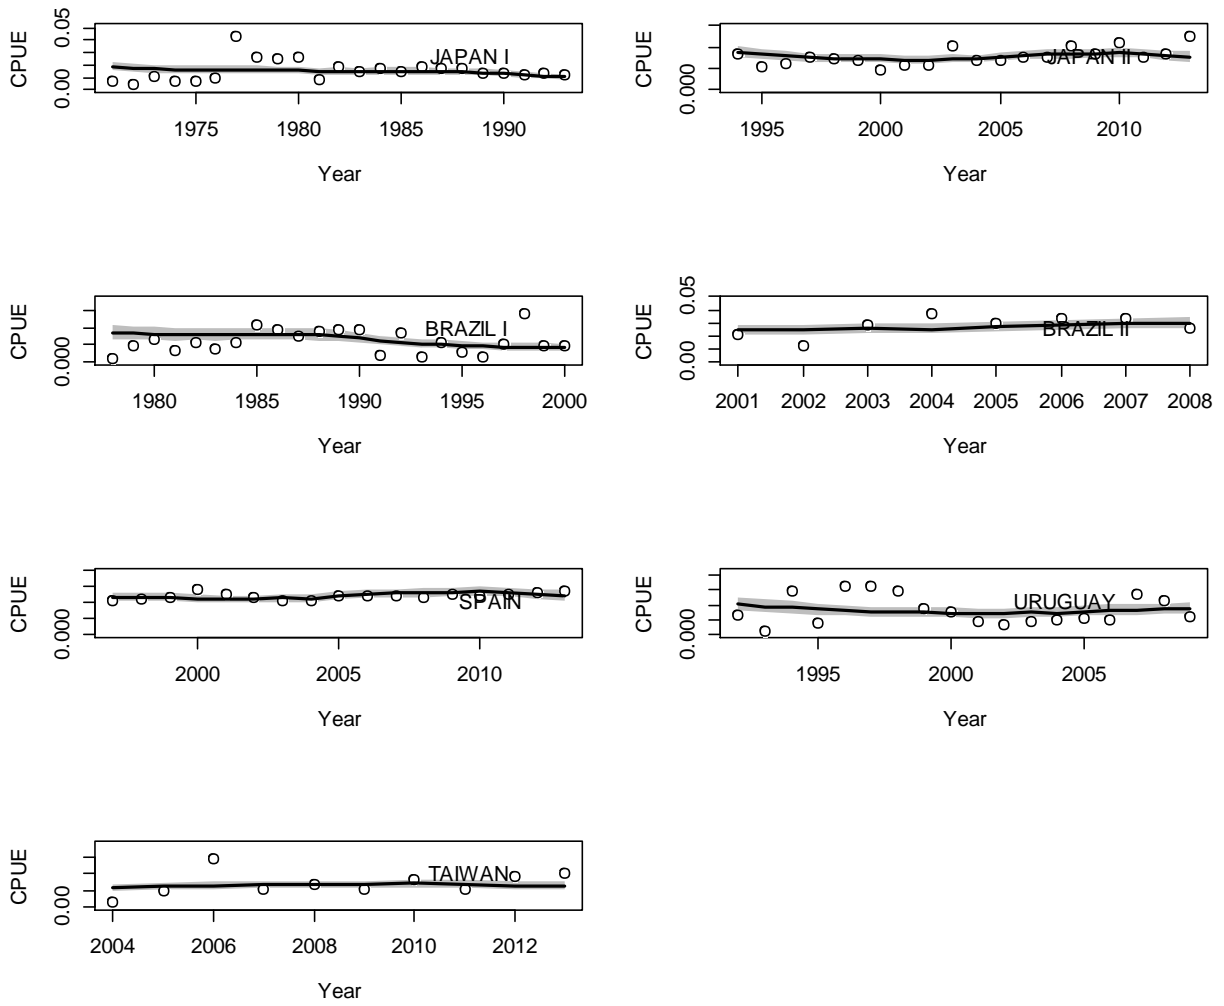 CPUE
0.00 0.05
JAPAN I
1975 1980 1985 1990
Year
CPUE
0.000
JAPAN II
1995 2000 2005 2010
Year
CPUE
0.000
BRAZIL I
1980 1985 1990 1995 2000
Year
CPUE
0.00 0.05
BRAZIL II
2001 2002 2003 2004 2005 2006 2007 2008
Year
CPUE
0.000
SPAIN
2000 2005 2010
Year
CPUE
0.000
URUGUAY
1995 2000 2005
Year
CPUE
0.00
TAIWAN
2004 2006 2008 2010 2012
Year